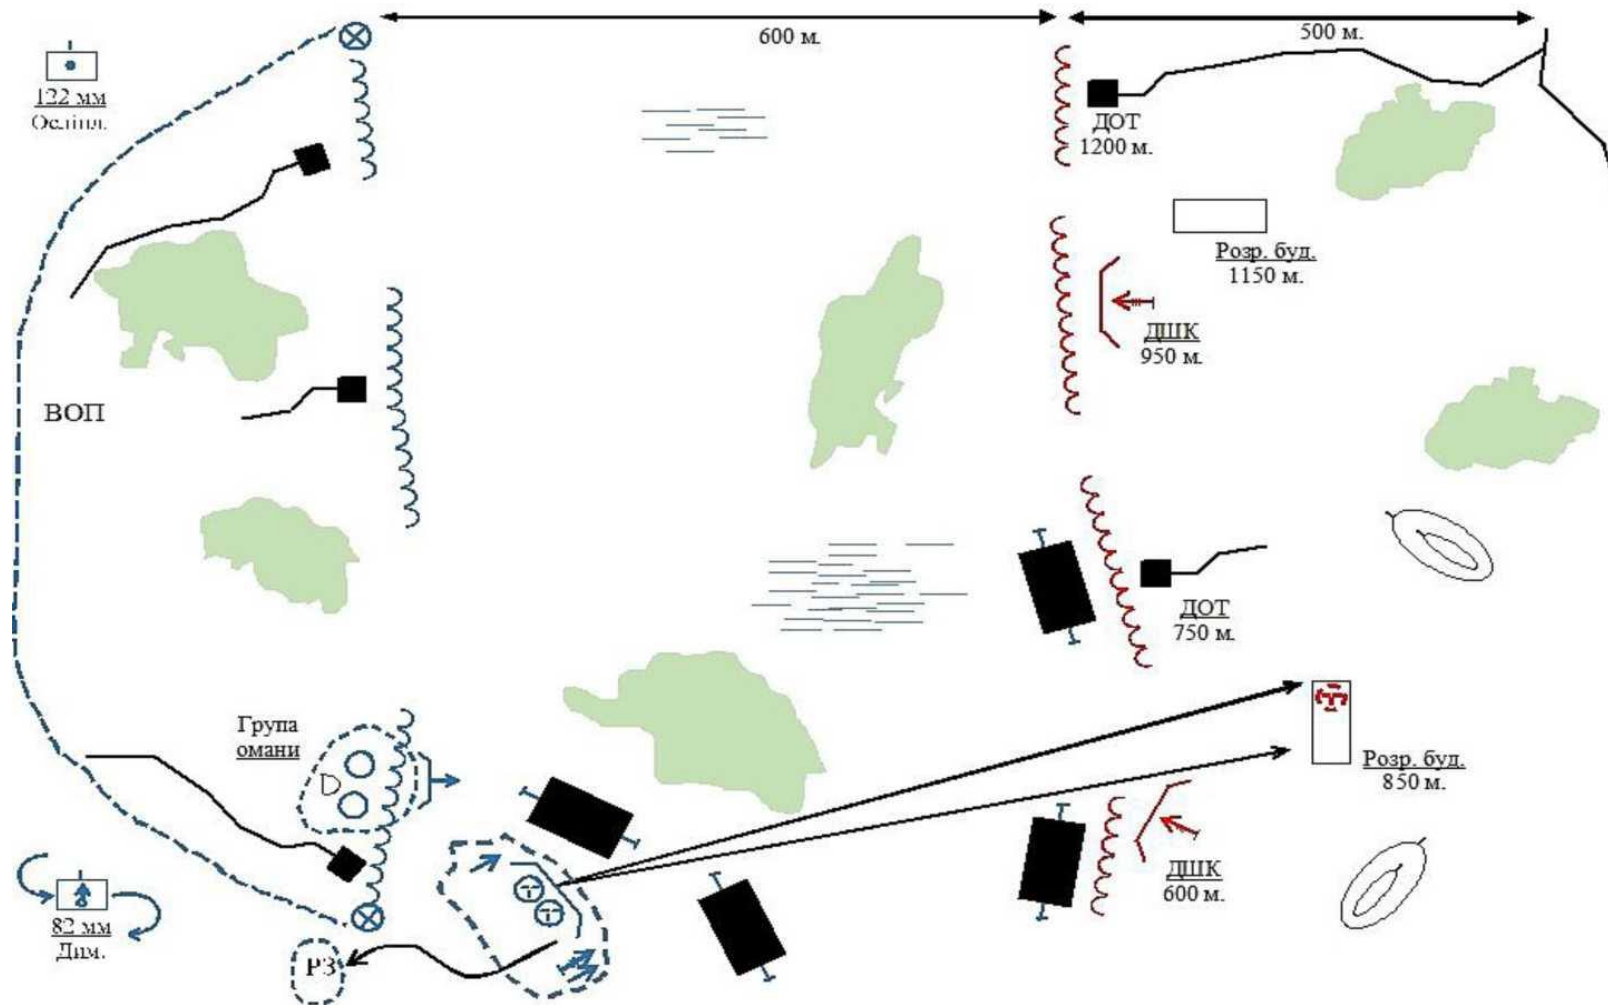 600 м.
500 м.
122 мм
Осліпл.
ДОТ
1200 м.
Розр. буд.
1150 м.
ДШК
950 м.
ВОП
ДОТ
750 м.
Група
омани
D
Розр. буд.
850 м.
ДШК
600 м.
82 мм
Дим.
РЗ